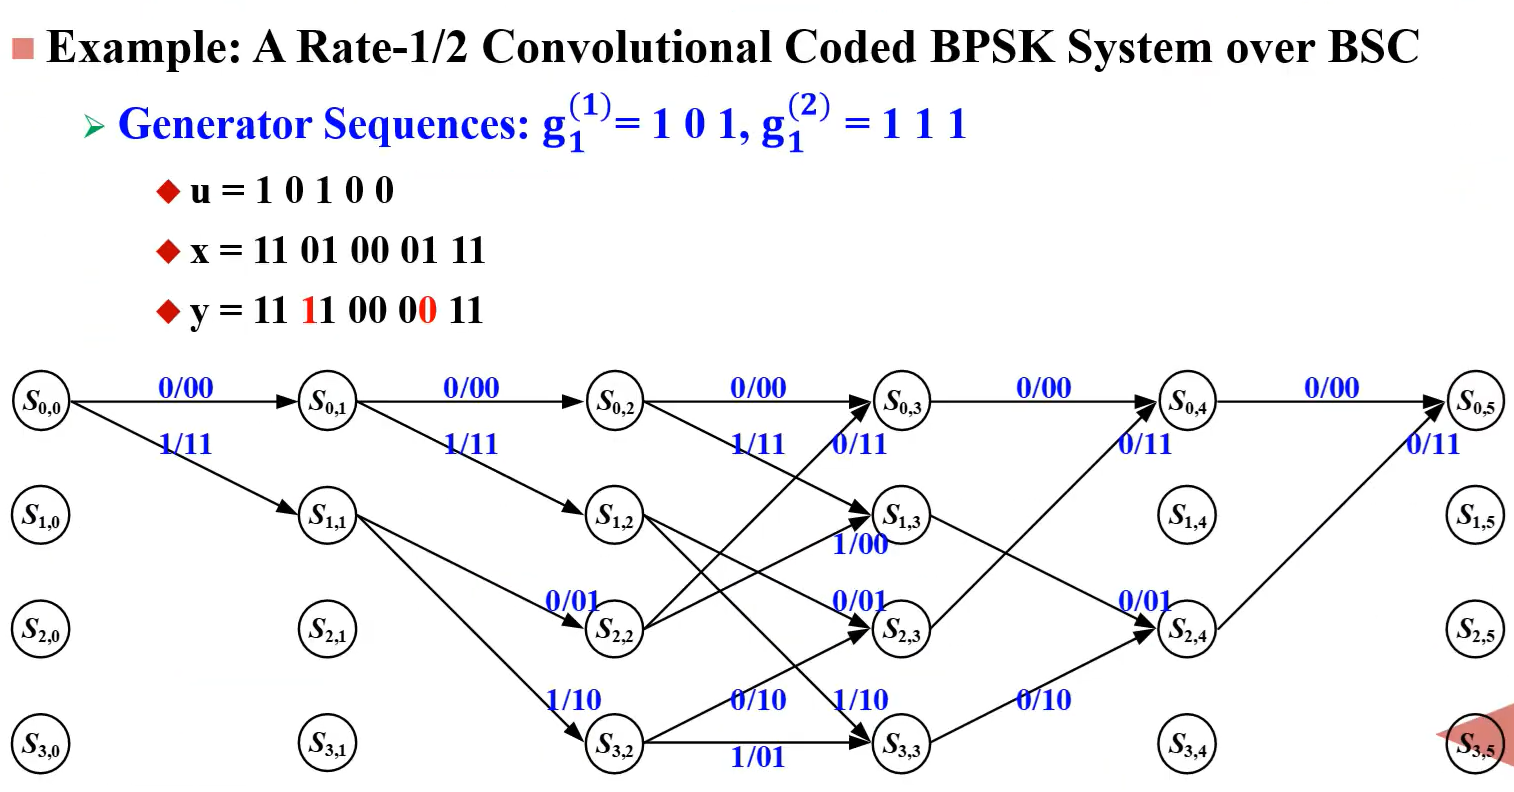 Example: A Rate-1/2 Convolutional Coded BPSK System over BSC
Generator Sequences: g₁⁽¹⁾= 1 0 1, g₁⁽²⁾ = 1 1 1
u = 1 0 1 0 0
x = 11 01 00 01 11
y = 11 11 00 00 11
0/00 0/00 0/00 0/00 0/00
S0,0 S0,1 S0,2 S0,3 S0,4 S0,5
1/11 1/11 1/11 0/11 0/11 0/11
S1,0 S1,1 S1,2 S1,3 S1,4 S1,5
1/00
0/01 0/01 0/01
S2,0 S2,1 S2,2 S2,3 S2,4 S2,5
1/10 0/10 1/10 0/10
S3,0 S3,1 S3,2 S3,3 S3,4 S3,5
1/01